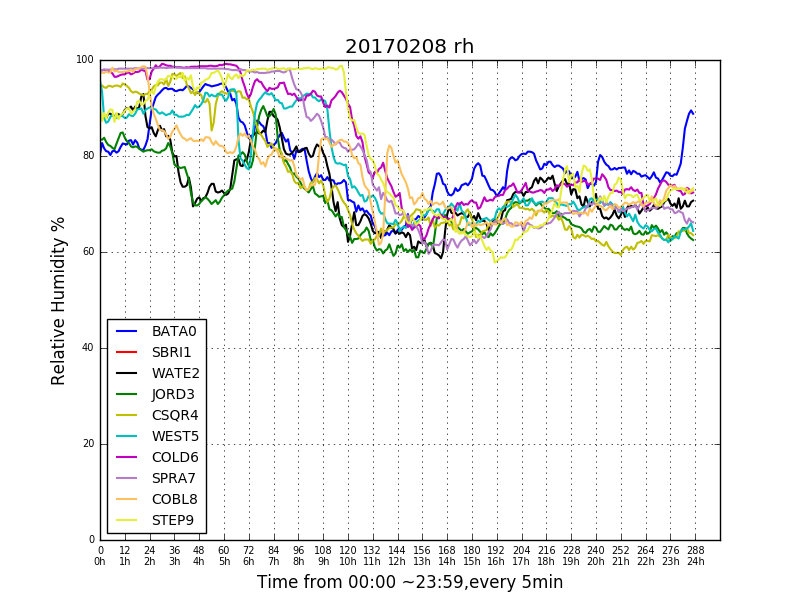 20170208 rh
Relative Humidity %
100
80
60
40
20
0
BATA0
SBRI1
WATE2
JORD3
CSQR4
WEST5
COLD6
SPRA7
COBL8
STEP9
0 12 24 36 48 60 72 84 96 108 120 132 144 156 168 180 192 204 216 228 240 252 264 276 288
0h 1h 2h 3h 4h 5h 6h 7h 8h 9h 10h 11h 12h 13h 14h 15h 16h 17h 18h 19h 20h 21h 22h 23h 24h
Time from 00:00 ~23:59,every 5min